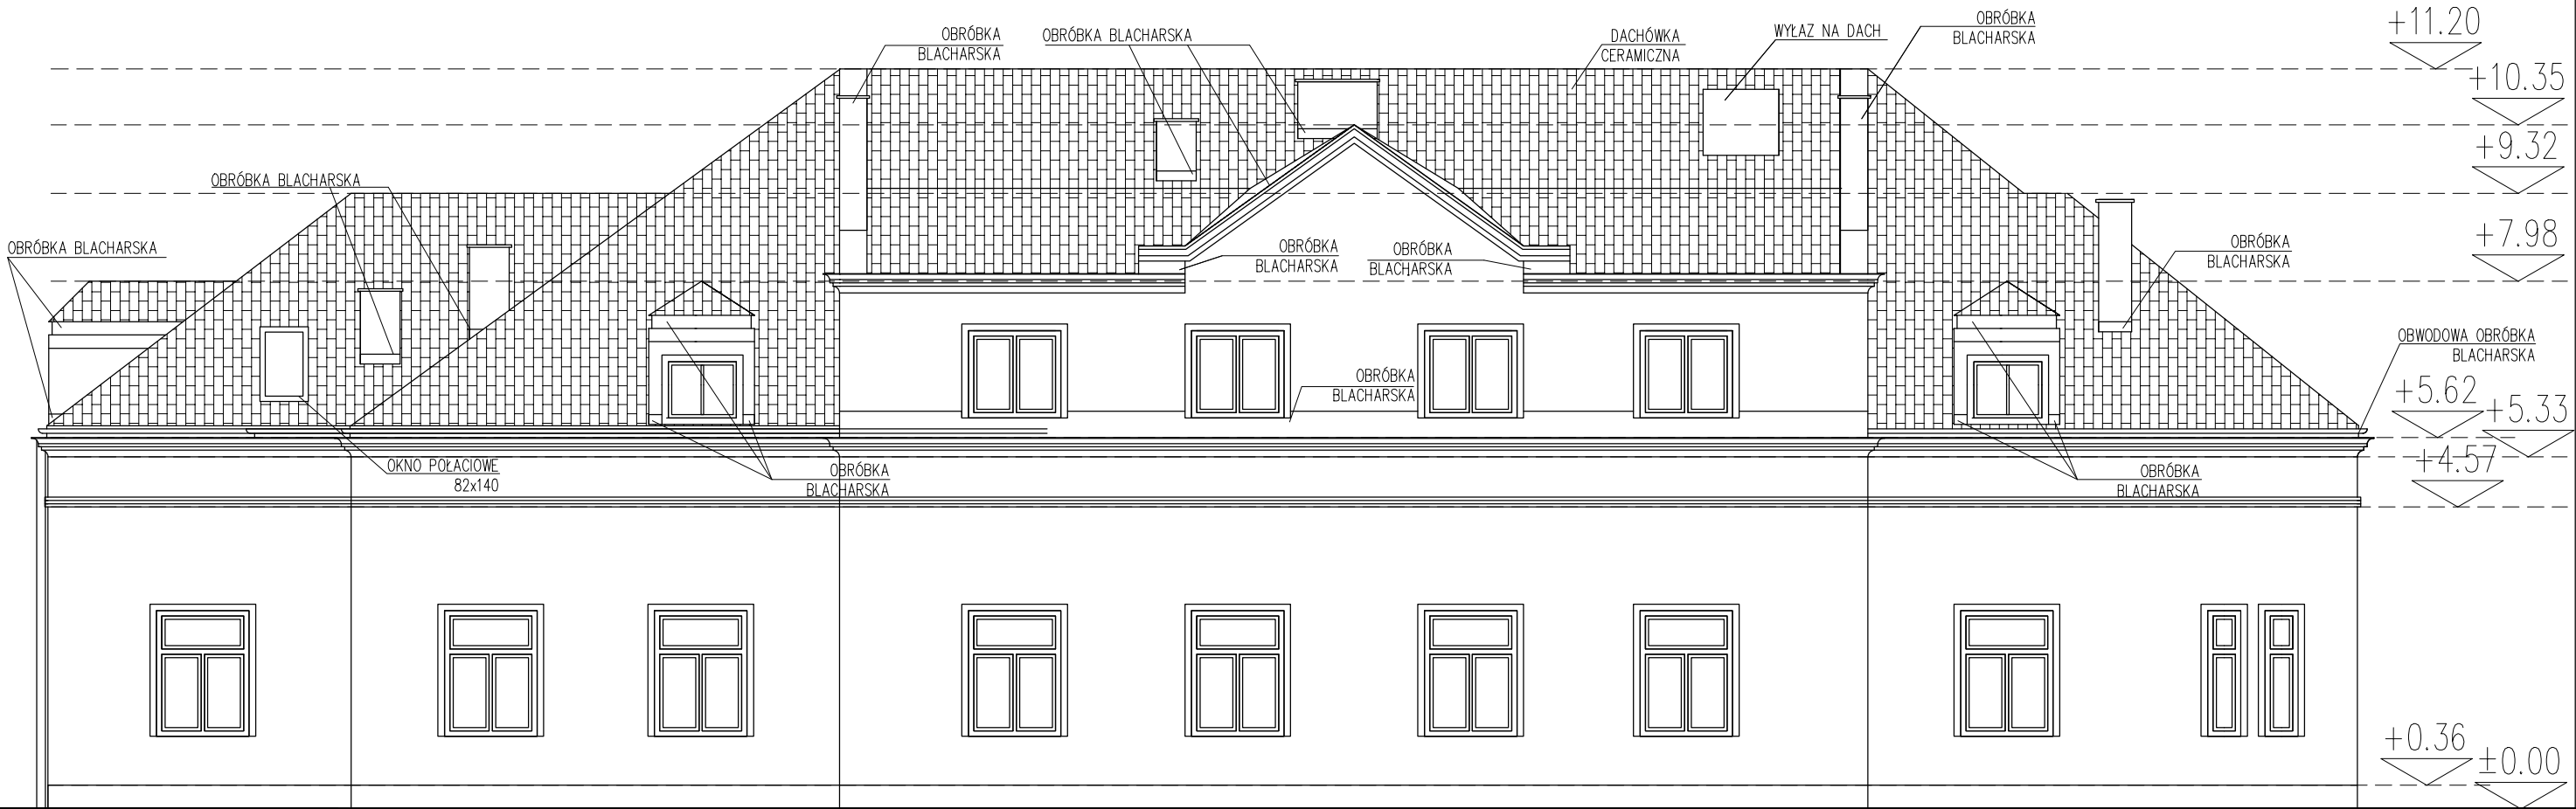 OBRÓBKA
BLACHARSKA
OBRÓBKA BLACHARSKA
DACHÓWKA
CERAMICZNA
WYŁAZ NA DACH
OBRÓBKA
BLACHARSKA
+11.20
+10.35
+9.32
OBRÓBKA BLACHARSKA
OBRÓBKA BLACHARSKA
OBRÓBKA
BLACHARSKA
OBRÓBKA
BLACHARSKA
OBRÓBKA
BLACHARSKA
+7.98
OBWODOWA OBRÓBKA
BLACHARSKA
OBRÓBKA
BLACHARSKA
+5.62
+5.33
OKNO POŁACIOWE
82x140
OBRÓBKA
BLACHARSKA
OBRÓBKA
BLACHARSKA
+4.57
+0.36
±0.00